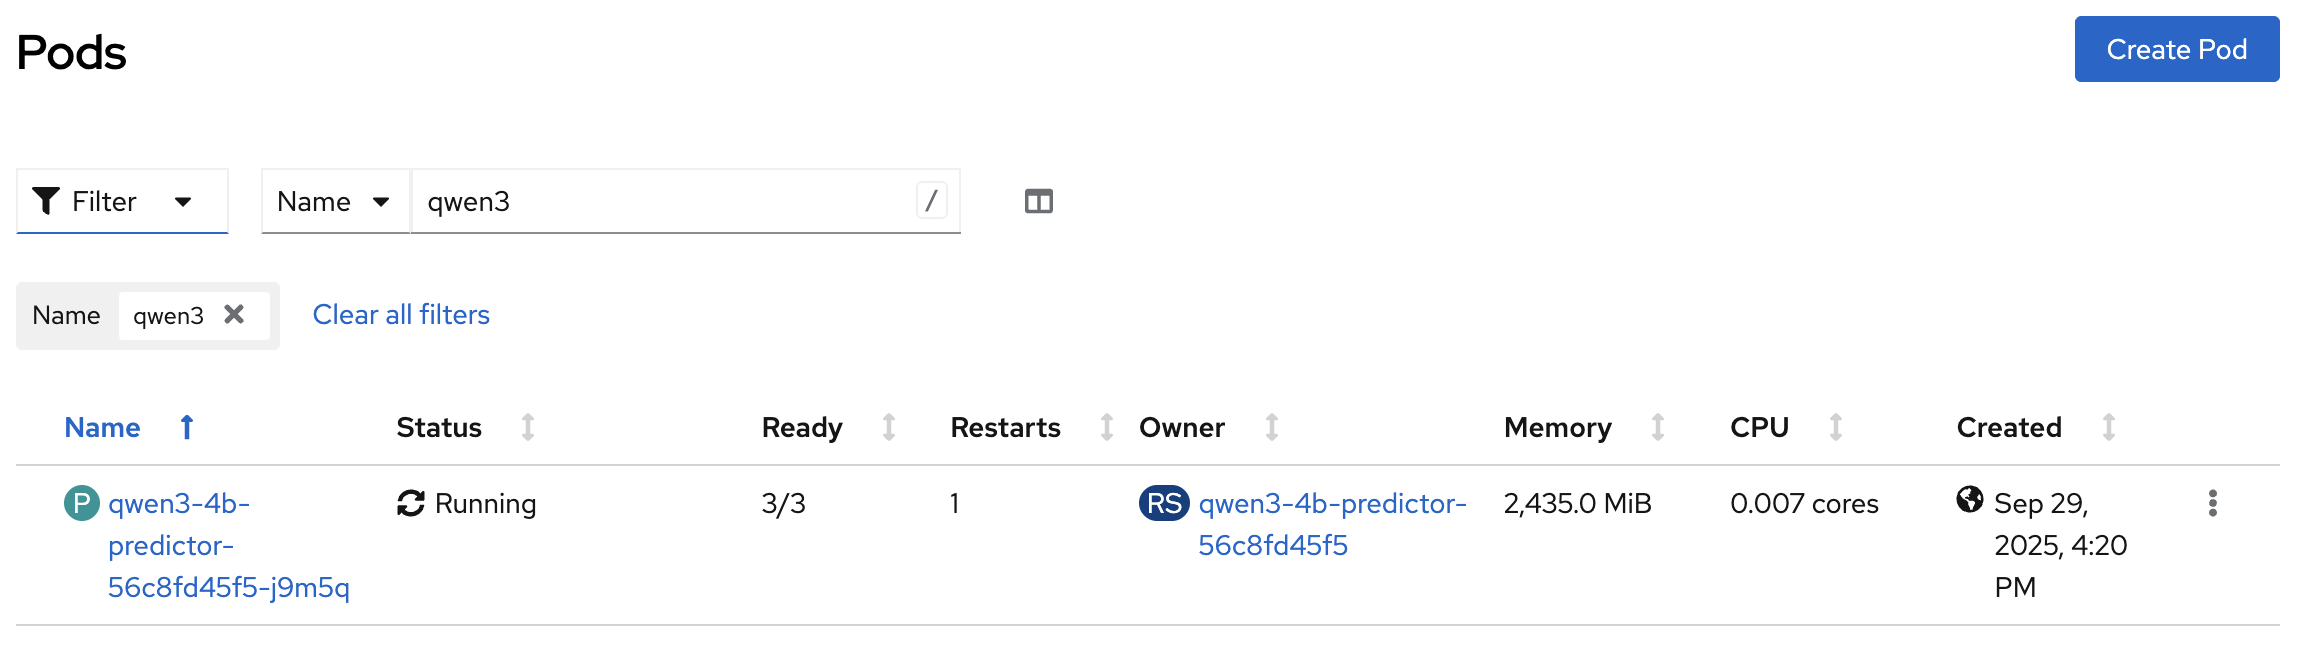 Pods
Create Pod
Filter
Name
qwen3
/
Name qwen3
Clear all filters
Name Status Ready Restarts Owner Memory CPU Created
P qwen3-4b- Running 3/3 1 RS qwen3-4b-predictor- 2,435.0 MiB 0.007 cores Sep 29,
predictor- 56c8fd45f5 2025, 4:20
56c8fd45f5-j9m5q PM